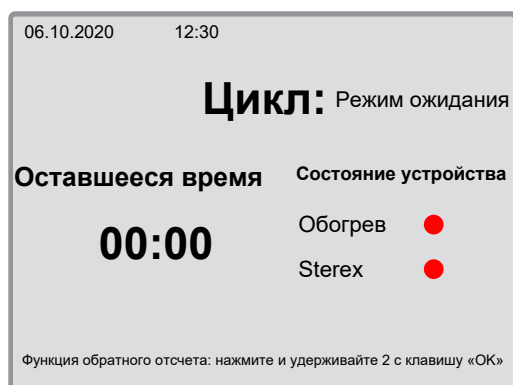 06.10.2020 12:30
Цикл: Режим ожидания
Оставшееся время
00:00
Состояние устройства
Обогрев
Sterex
Функция обратного отсчета: нажмите и удерживайте 2 с клавишу «OK»